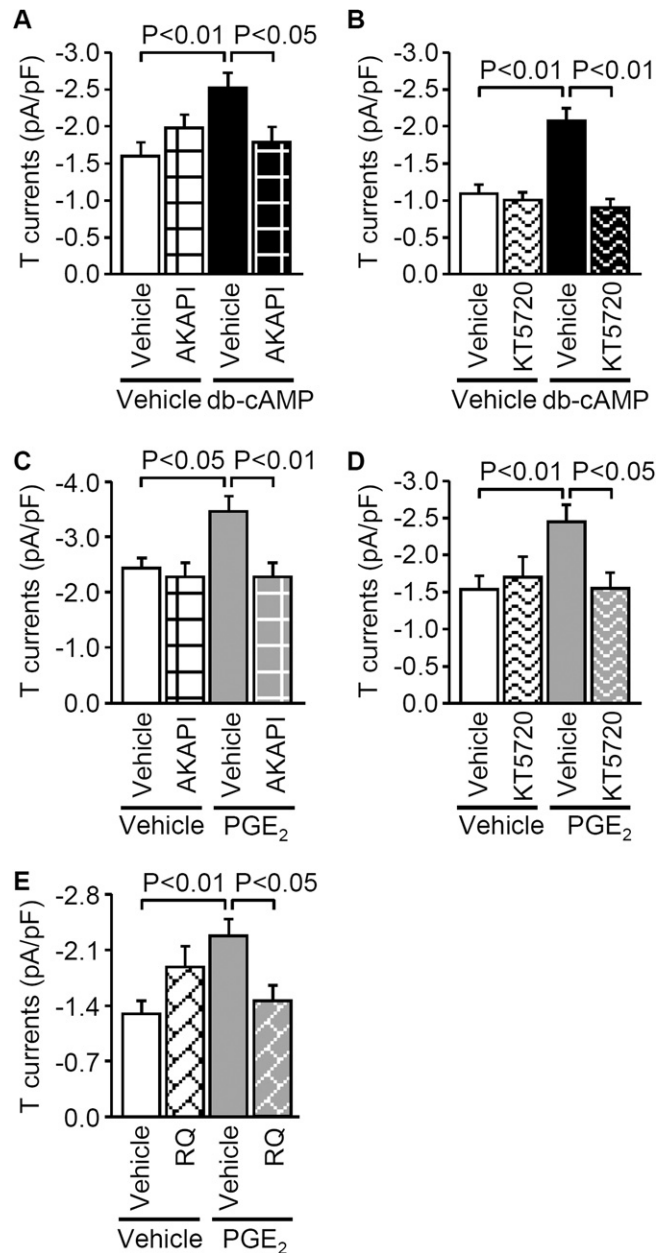 A
P<0.01 P<0.05
T currents (pA/pF)
-3.0
-2.5
-2.0
-1.5
-1.0
-0.5
0.0
Vehicle AKAPI Vehicle AKAPI
Vehicle db-cAMP
B
P<0.01 P<0.01
T currents (pA/pF)
-3.0
-2.5
-2.0
-1.5
-1.0
-0.5
0.0
Vehicle KT5720 Vehicle KT5720
Vehicle db-cAMP
C
P<0.05 P<0.01
T currents (pA/pF)
-4.0
-3.0
-2.0
-1.0
0.0
Vehicle AKAPI Vehicle AKAPI
Vehicle PGE₂
D
P<0.01 P<0.05
T currents (pA/pF)
-3.0
-2.5
-2.0
-1.5
-1.0
-0.5
0.0
Vehicle KT5720 Vehicle KT5720
Vehicle PGE₂
E
P<0.01 P<0.05
T currents (pA/pF)
-2.8
-2.1
-1.4
-0.7
0.0
Vehicle RQ Vehicle RQ
Vehicle PGE₂